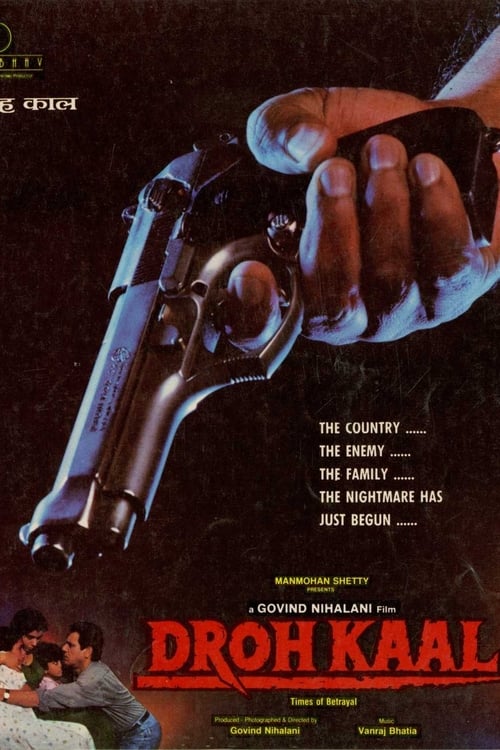 ह काल
THE COUNTRY ......
THE ENEMY ......
THE FAMILY ......
THE NIGHTMARE HAS
JUST BEGUN ......
MANMOHAN SHETTY
PRESENTS
a GOVIND NIHALANI Film
DROH KAAL
Times of Betrayal
Produced - Photographed & Directed by
Govind Nihalani
Music
Vanraj Bhatia